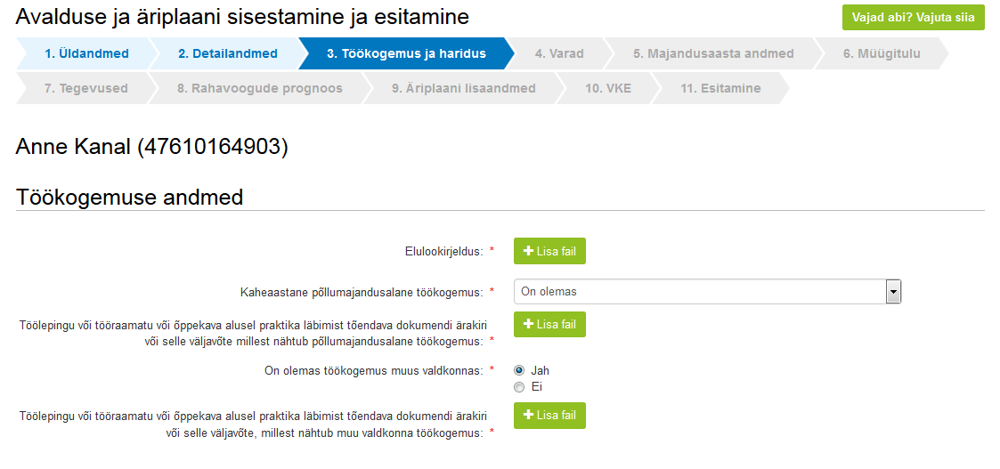 Avalduse ja äriplaani sisestamine ja esitamine
Vajad abi? Vajuta siia
1. Üldandmed
2. Detailandmed
3. Töökogemus ja haridus
4. Varad
5. Majandusaasta andmed
6. Müügitulu
7. Tegevused
8. Rahavoogude prognoos
9. Äriplaani lisaandmed
10. VKE
11. Esitamine
Anne Kanal (47610164903)
Töökogemuse andmed
Elulookirjeldus: *
Lisa fail
Kaheaastane põllumajandusalane töökogemus: *
On olemas
Töölepingu või tööraamatu või õppekava alusel praktika läbimist tõendava dokumendi ärakiri
või selle väljavõte millest nähtub põllumajandusalane töökogemus: *
Lisa fail
On olemas töökogemus muus valdkonnas: *
Jah
Ei
Töölepingu või tööraamatu või õppekava alusel praktika läbimist tõendava dokumendi ärakiri
või selle väljavõte, millest nähtub muu valdkonna töökogemus: *
Lisa fail